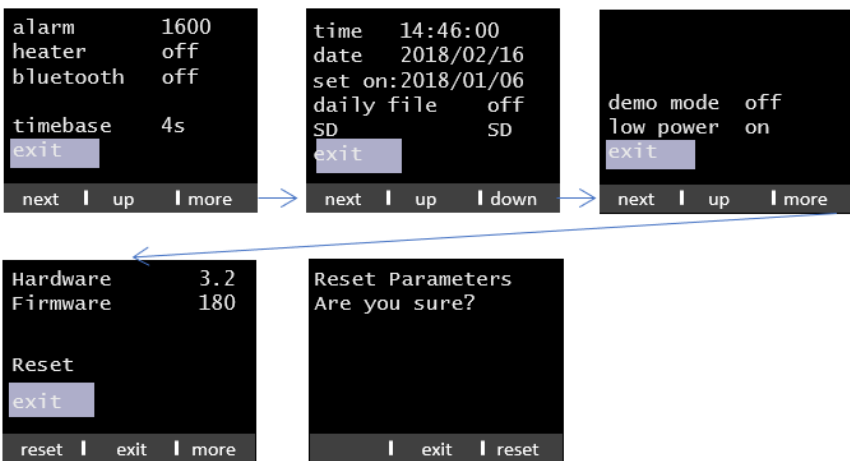 alarm 1600
heater off
bluetooth off
timebase 4s
exit
next up more
time 14:46:00
date 2018/02/16
set on:2018/01/06
daily file off
SD SD
exit
next up down
demo mode off
low power on
exit
next up more
Hardware 3.2
Firmware 180
Reset
exit
reset exit more
Reset Parameters
Are you sure?
exit reset